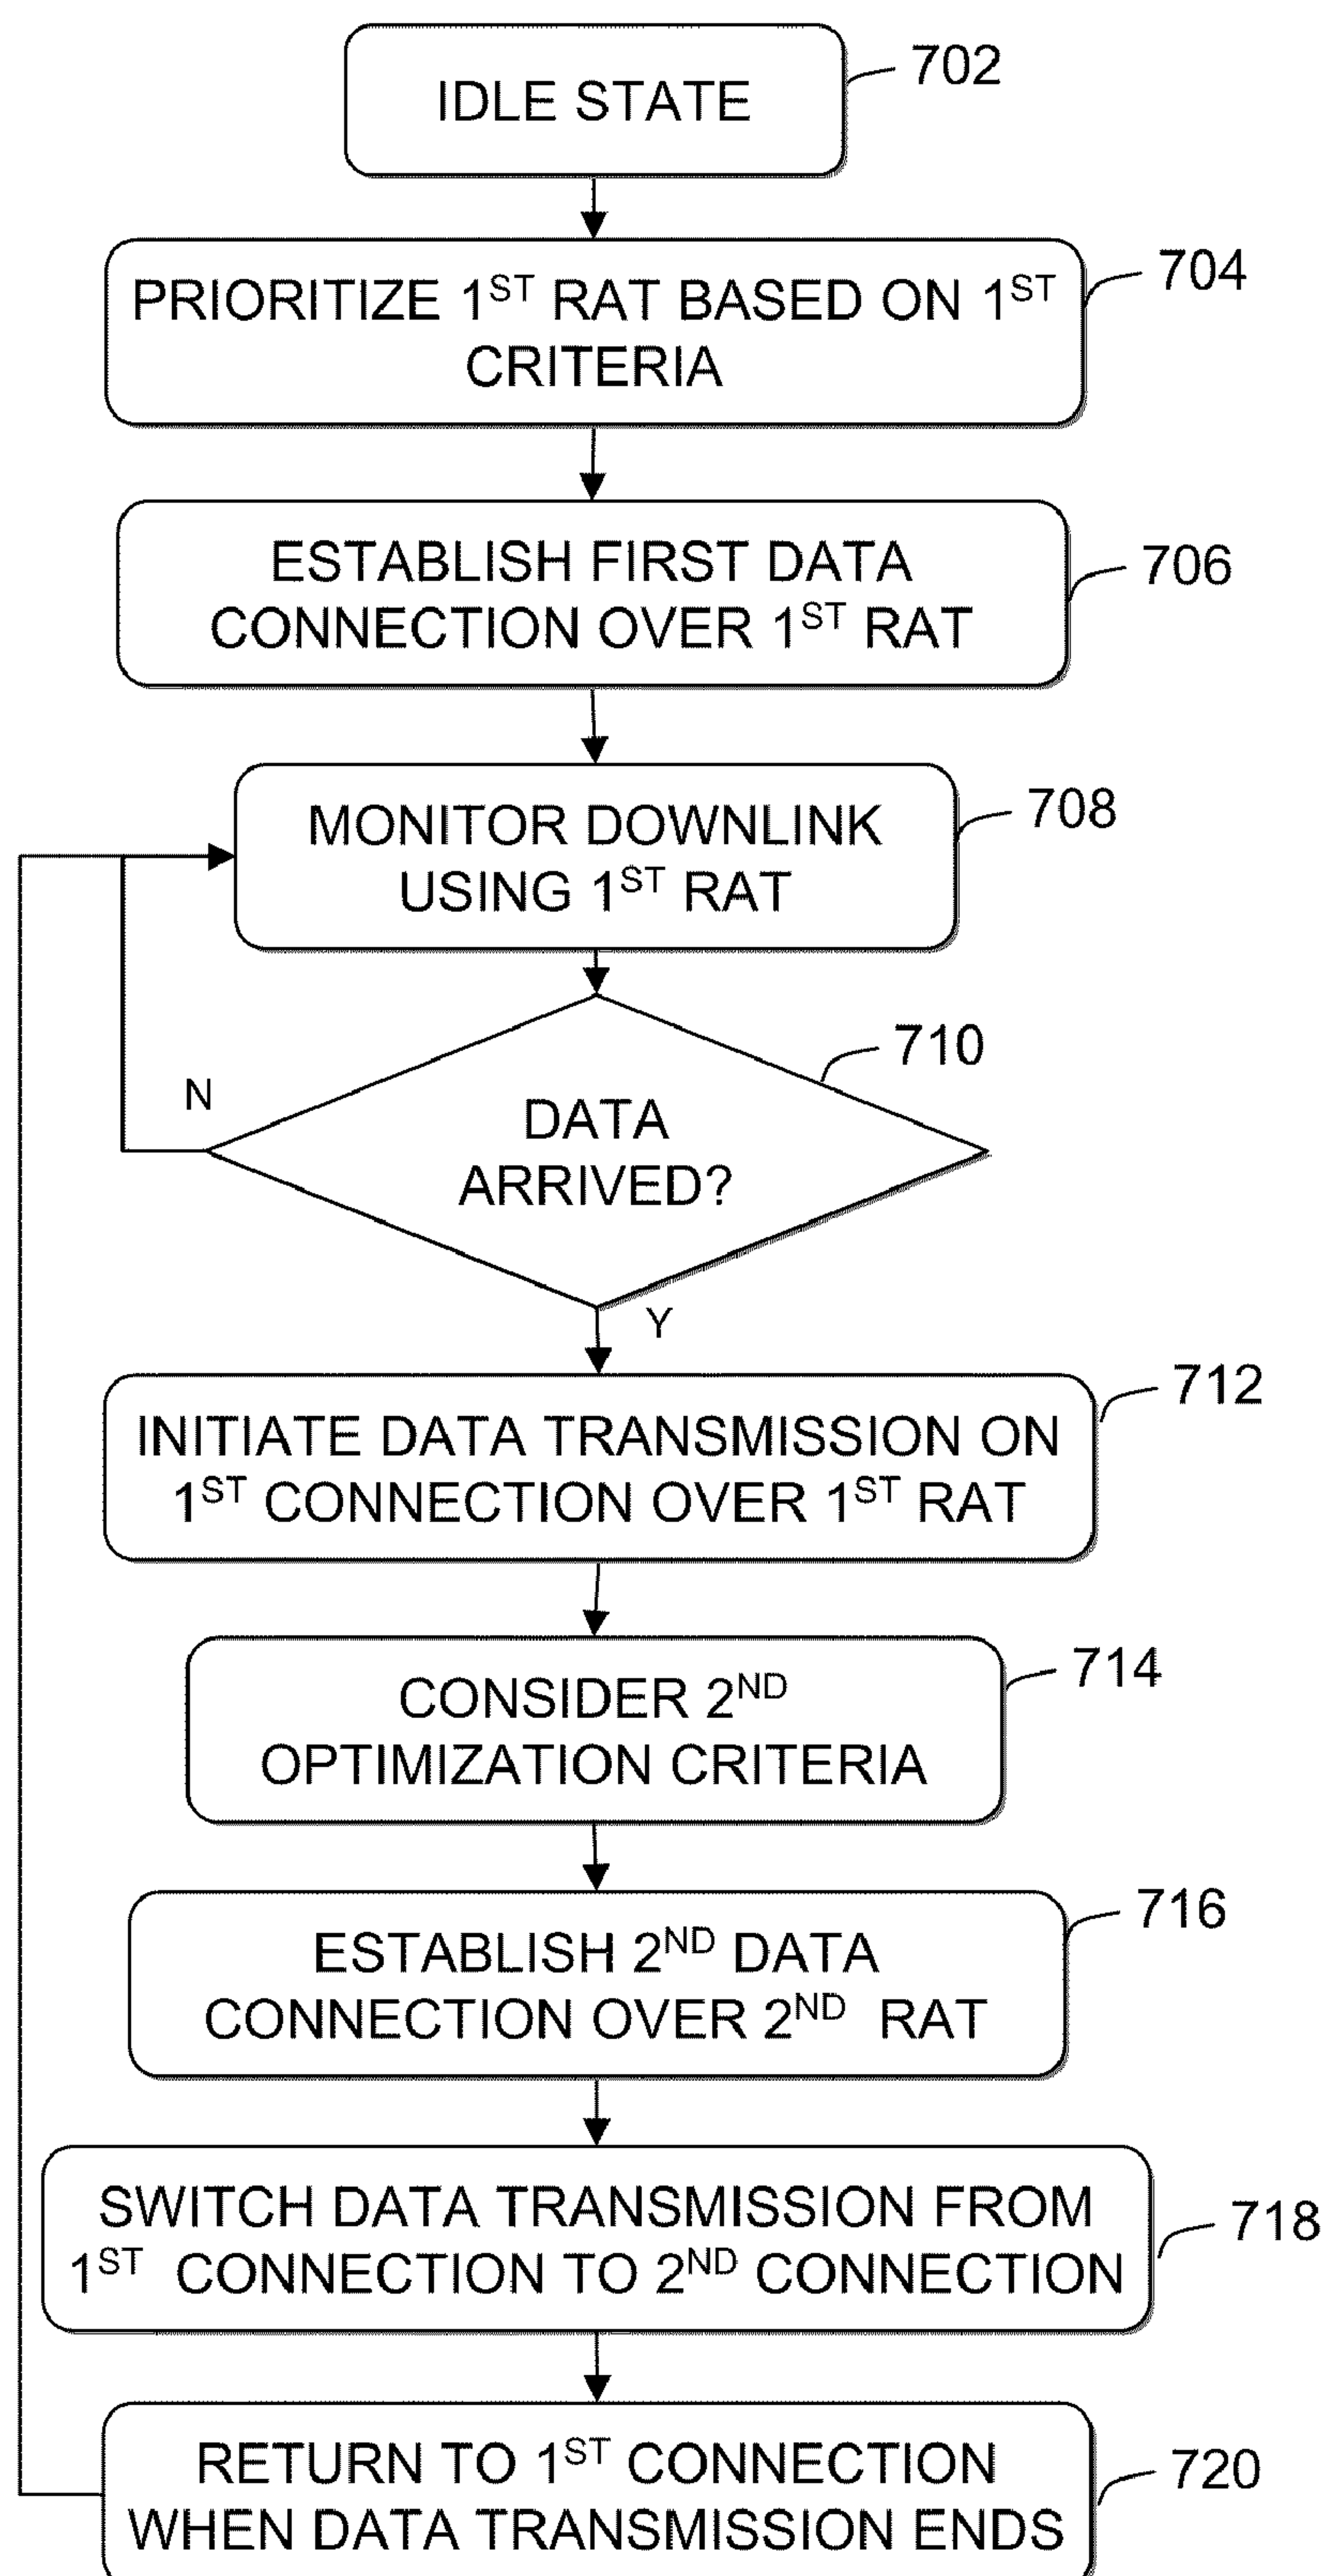 IDLE STATE
702
PRIORITIZE 1ST RAT BASED ON 1ST
CRITERIA
704
ESTABLISH FIRST DATA
CONNECTION OVER 1ST RAT
706
MONITOR DOWNLINK
USING 1ST RAT
708
710
N
DATA
ARRIVED?
Y
712
INITIATE DATA TRANSMISSION ON
1ST CONNECTION OVER 1ST RAT
714
CONSIDER 2ND
OPTIMIZATION CRITERIA
716
ESTABLISH 2ND DATA
CONNECTION OVER 2ND RAT
SWITCH DATA TRANSMISSION FROM
1ST CONNECTION TO 2ND CONNECTION
718
RETURN TO 1ST CONNECTION
WHEN DATA TRANSMISSION ENDS
720